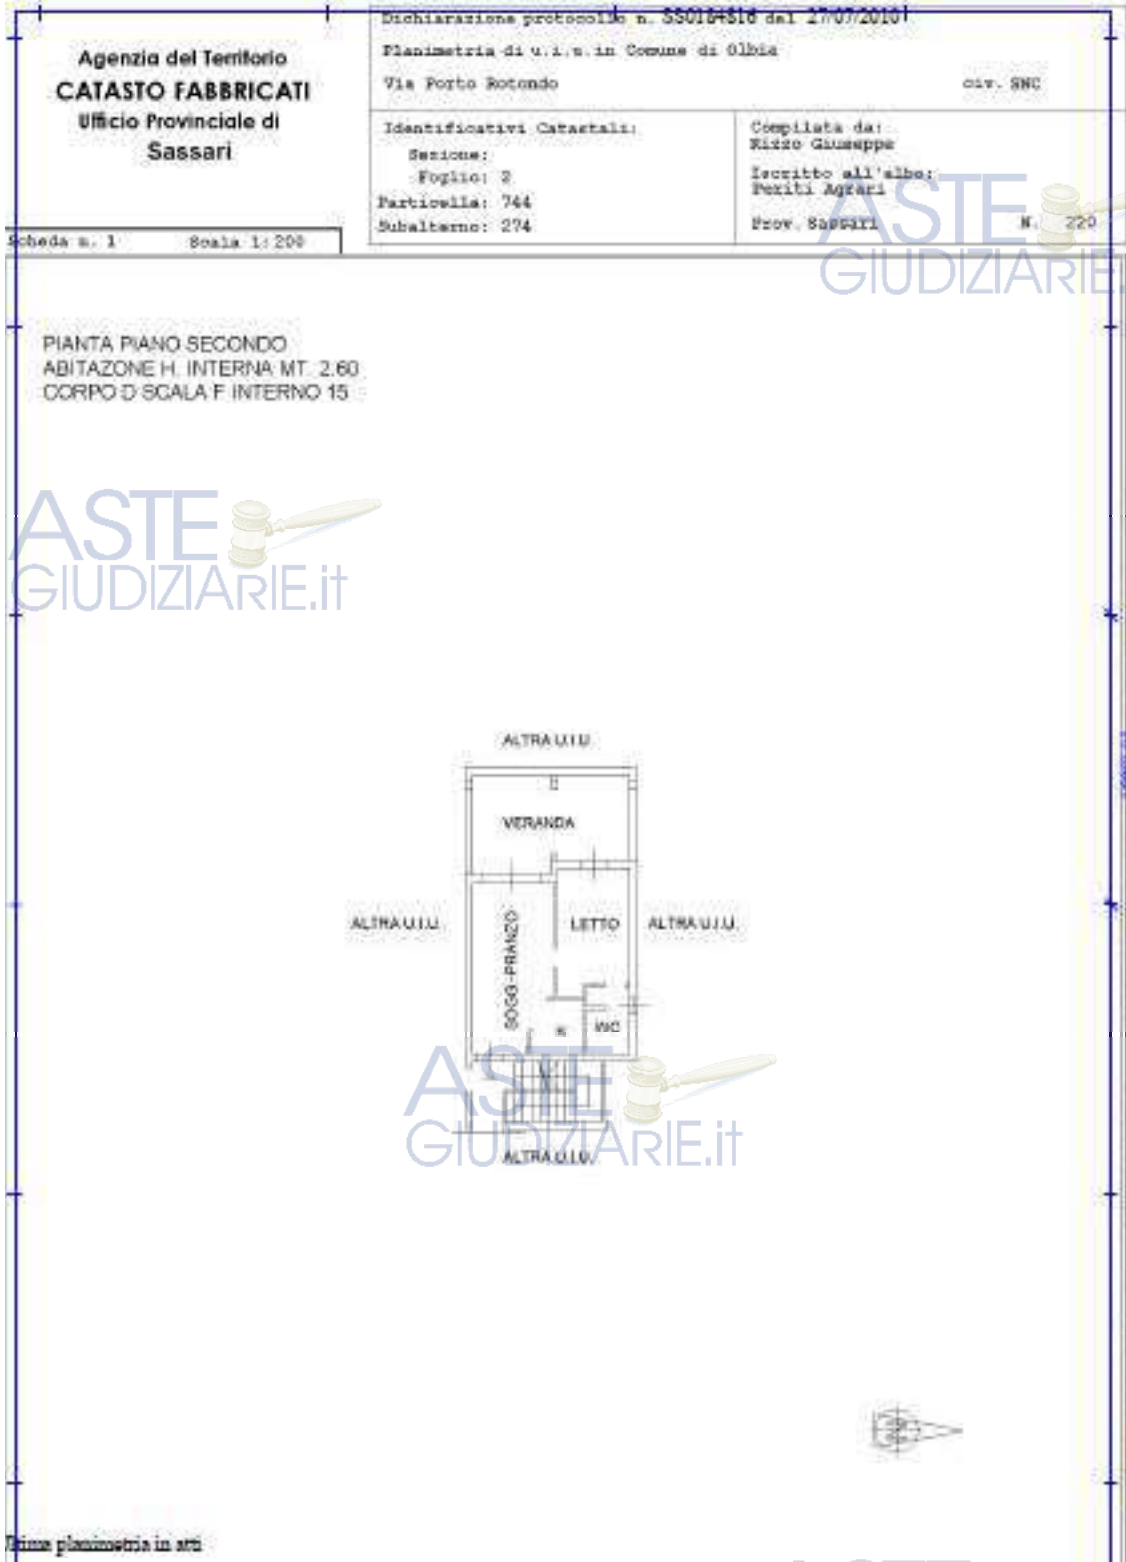 Agenzia del Territorio
CATASTO FABBRICATI
Ufficio Provinciale di
Sassari
Dichiarazione protocollo n. SS0184816 del 27/07/2010
Planimetria di u.i.u. in Comune di Olbia
Via Porto Rotondo civ. SNC
Identificativi Catastali:
Sezione:
Foglio: 2
Particella: 744
Subalterno: 274
Compilata da:
Rizzo Giuseppe
Iscritto all'albo:
Periti Agrari
Prov. Sassari N. 220
Scheda n. 1 Scala 1:200
ASTE
GIUDIZIARIE.
PIANTA PIANO SECONDO
ABITAZONE H. INTERNA MT. 2.60
CORPO D SCALA F INTERNO 15
ASTE
GIUDIZIARIE.it
ALTRA U.I.U.
VERANDA
ALTRA U.I.U.
SOGG-PRANZO
LETTO
ALTRA U.I.U.
K
WC
ASTE
GIUDIZIARIE.it
ALTRA U.I.U.
planimetria in atti